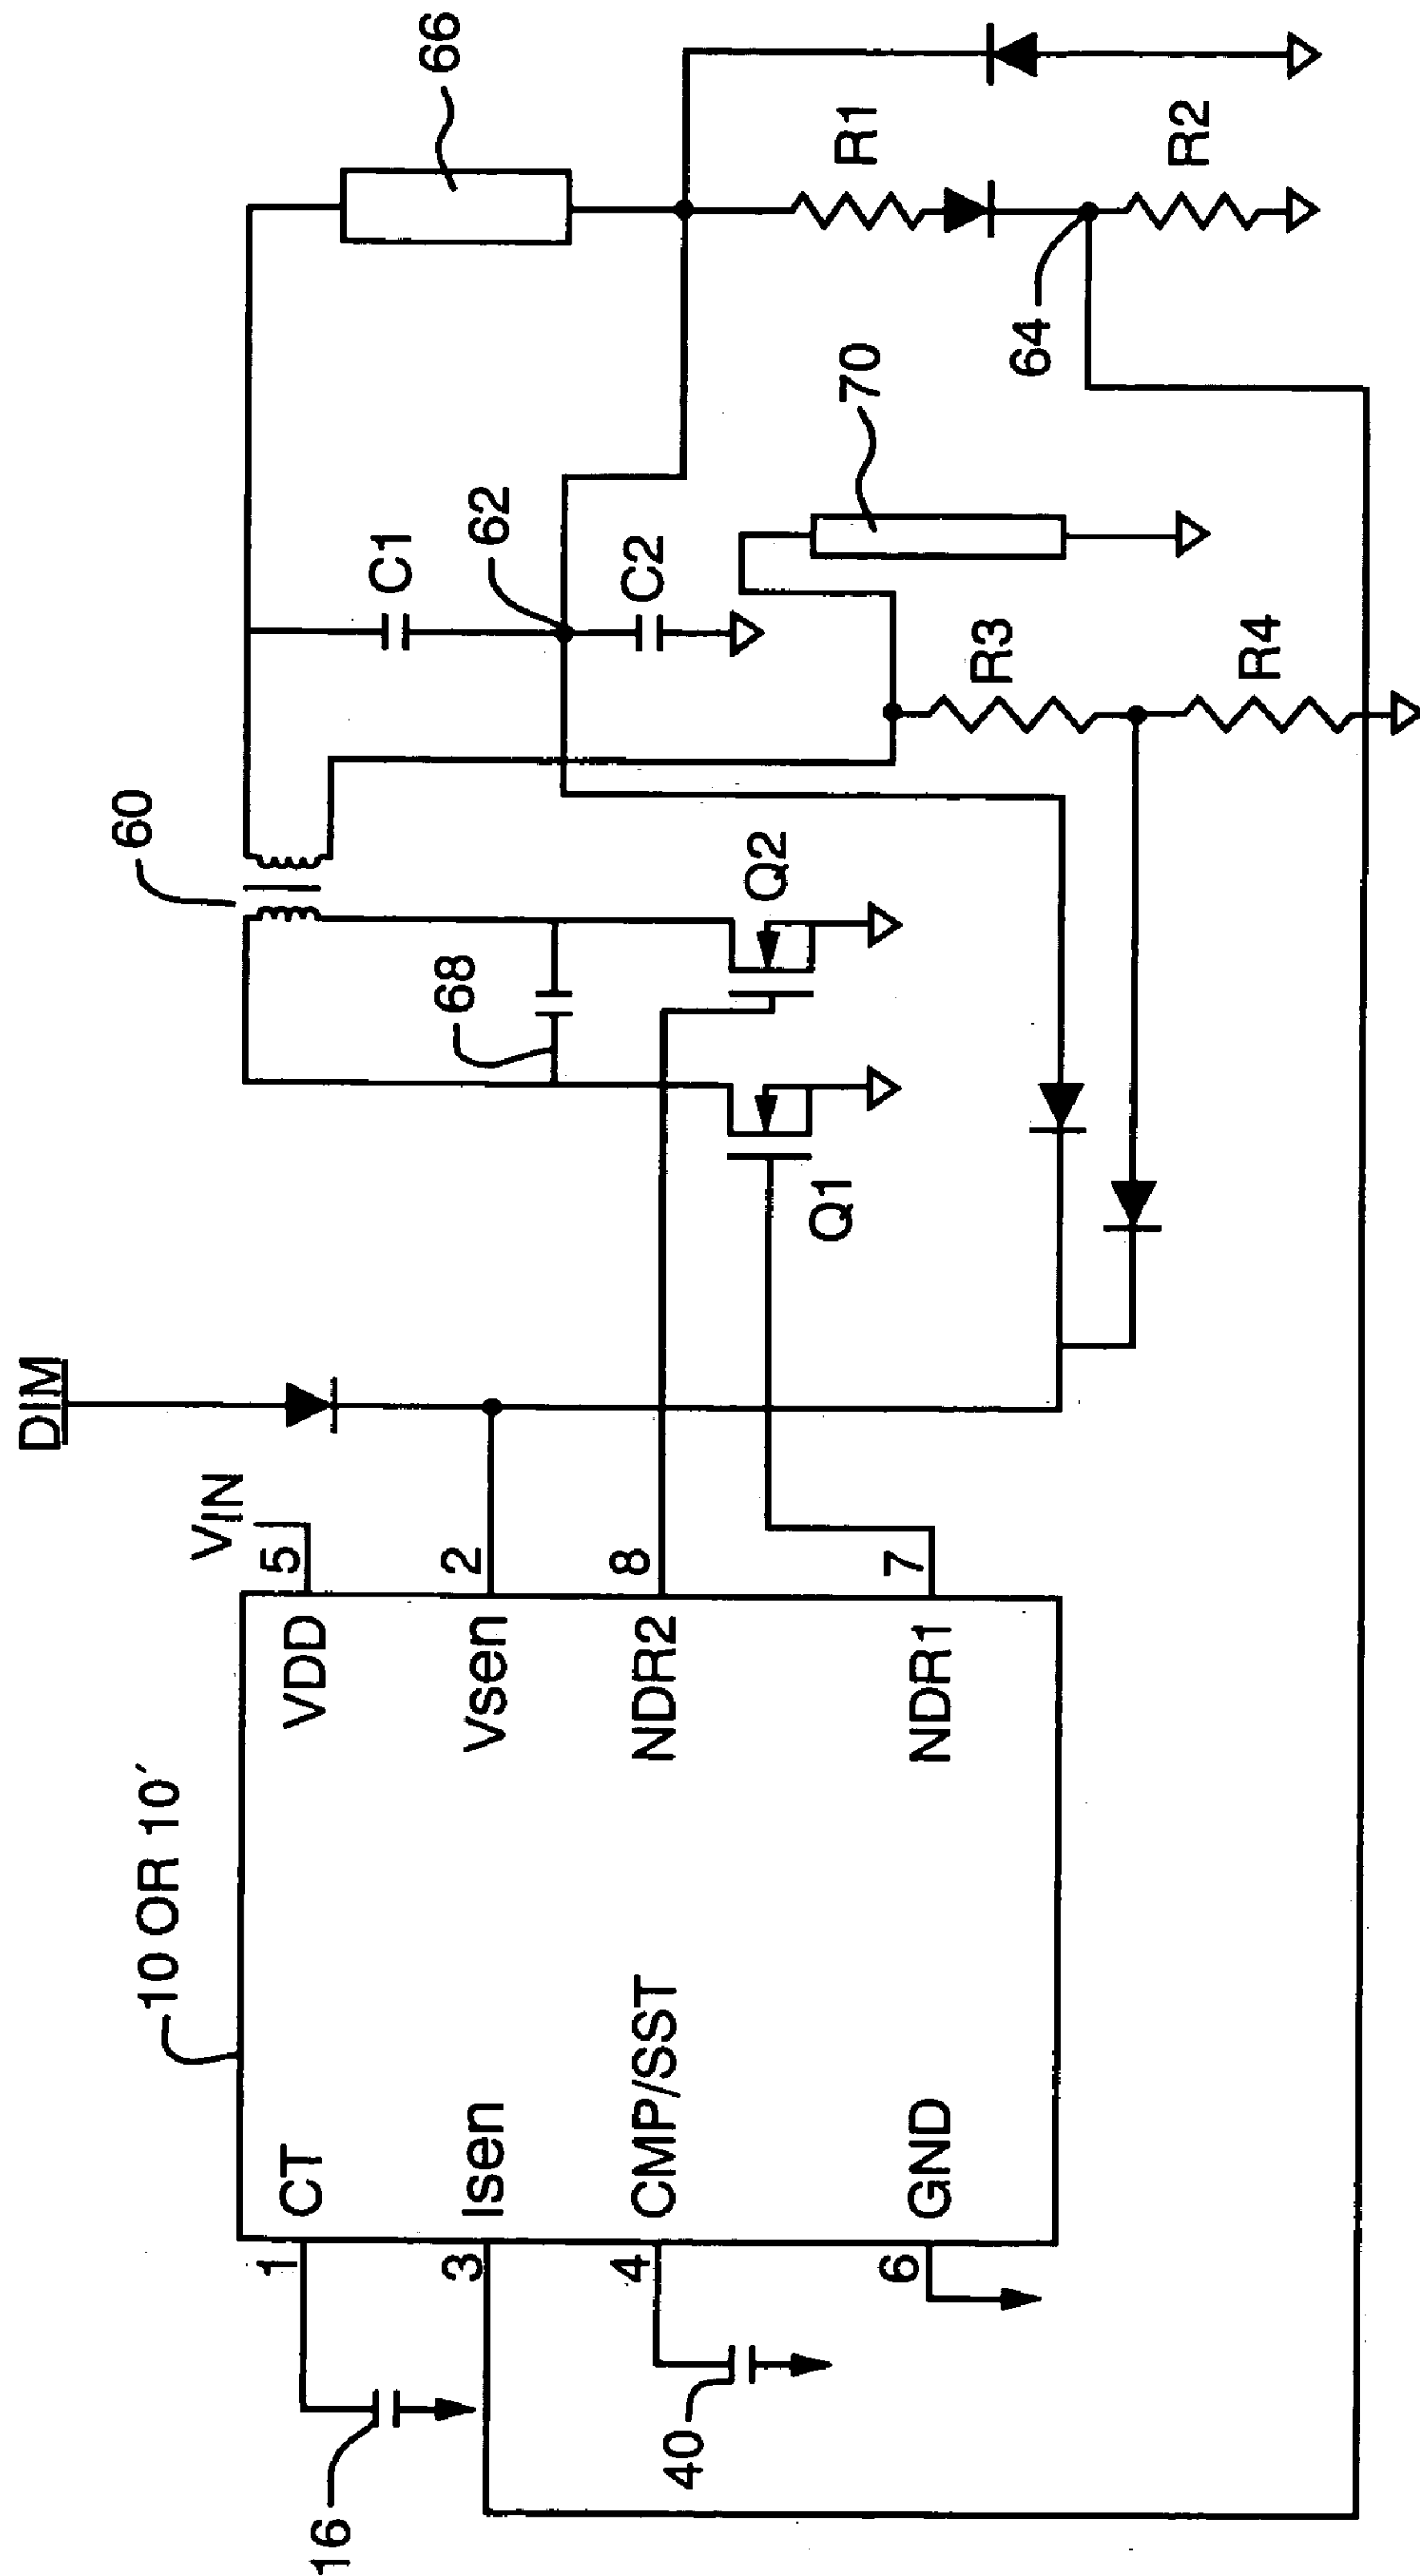 10 OR 10′
DIM
VIN
60
66
CT
VDD
1
5
16
Isen
Vsen
3
2
CMP/SST
NDR2
4
8
40
GND
NDR1
6
7
68
Q1
Q2
C1
62
C2
70
R3
R4
R1
64
R2